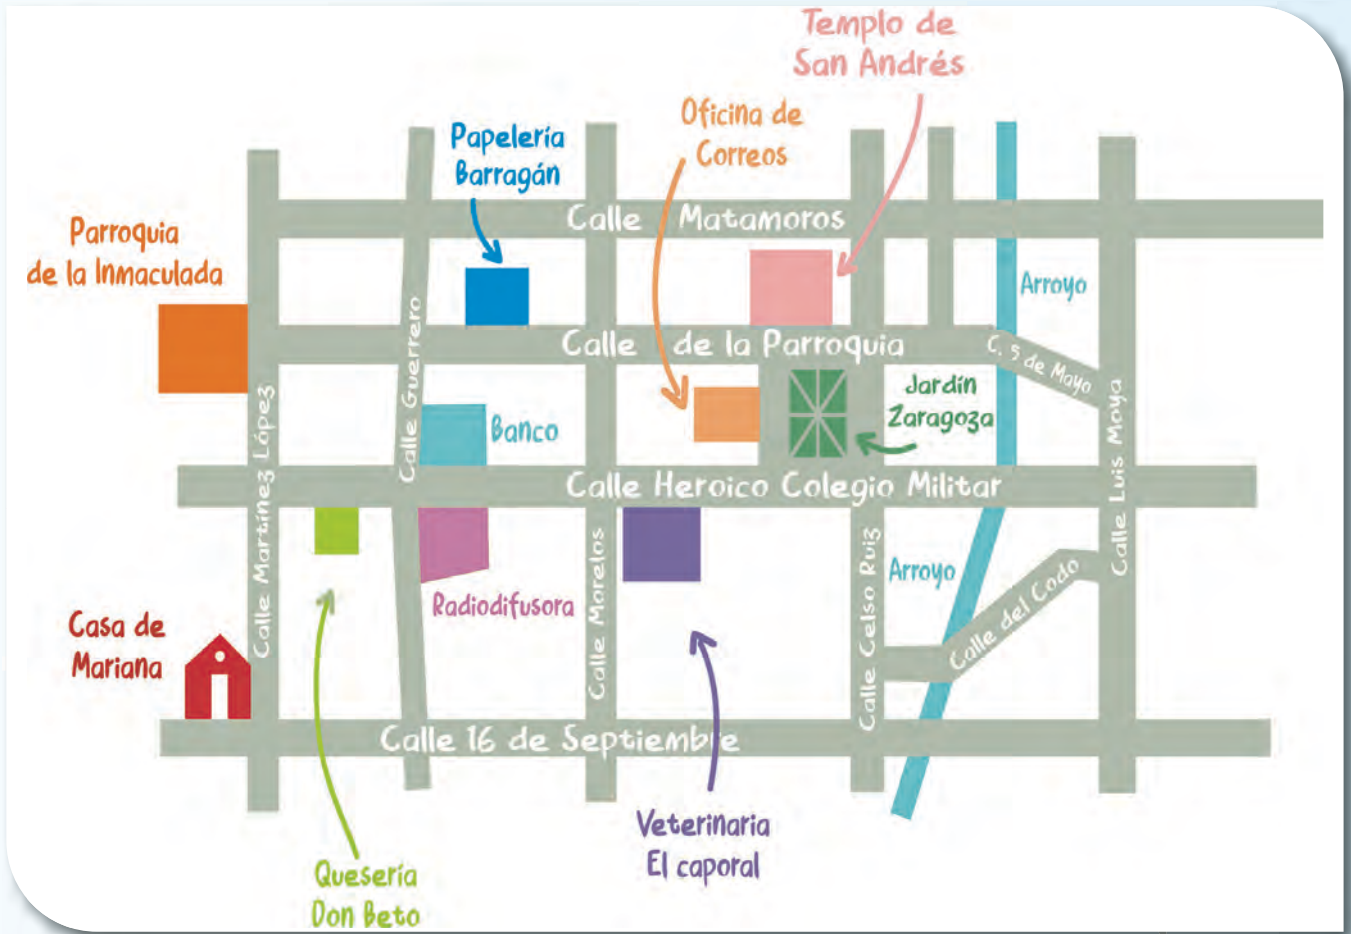 Templo de
San Andrés
Oficina de
Correos
Papelería
Barragán
Calle Matamoros
Parroquia
de la Inmaculada
Arroyo
Calle de la Parroquia
C. 5 de Mayo
Calle Guerrero
Jardín
Zaragoza
Banco
Calle Martínez López
Calle Luis Moya
Calle Heroico Colegio Militar
Calle Morelos
Calle Celso Ruiz
Arroyo
Calle del Codo
Radiodifusora
Casa de
Mariana
Calle 16 de Septiembre
Veterinaria
El caporal
Quesería
Don Beto